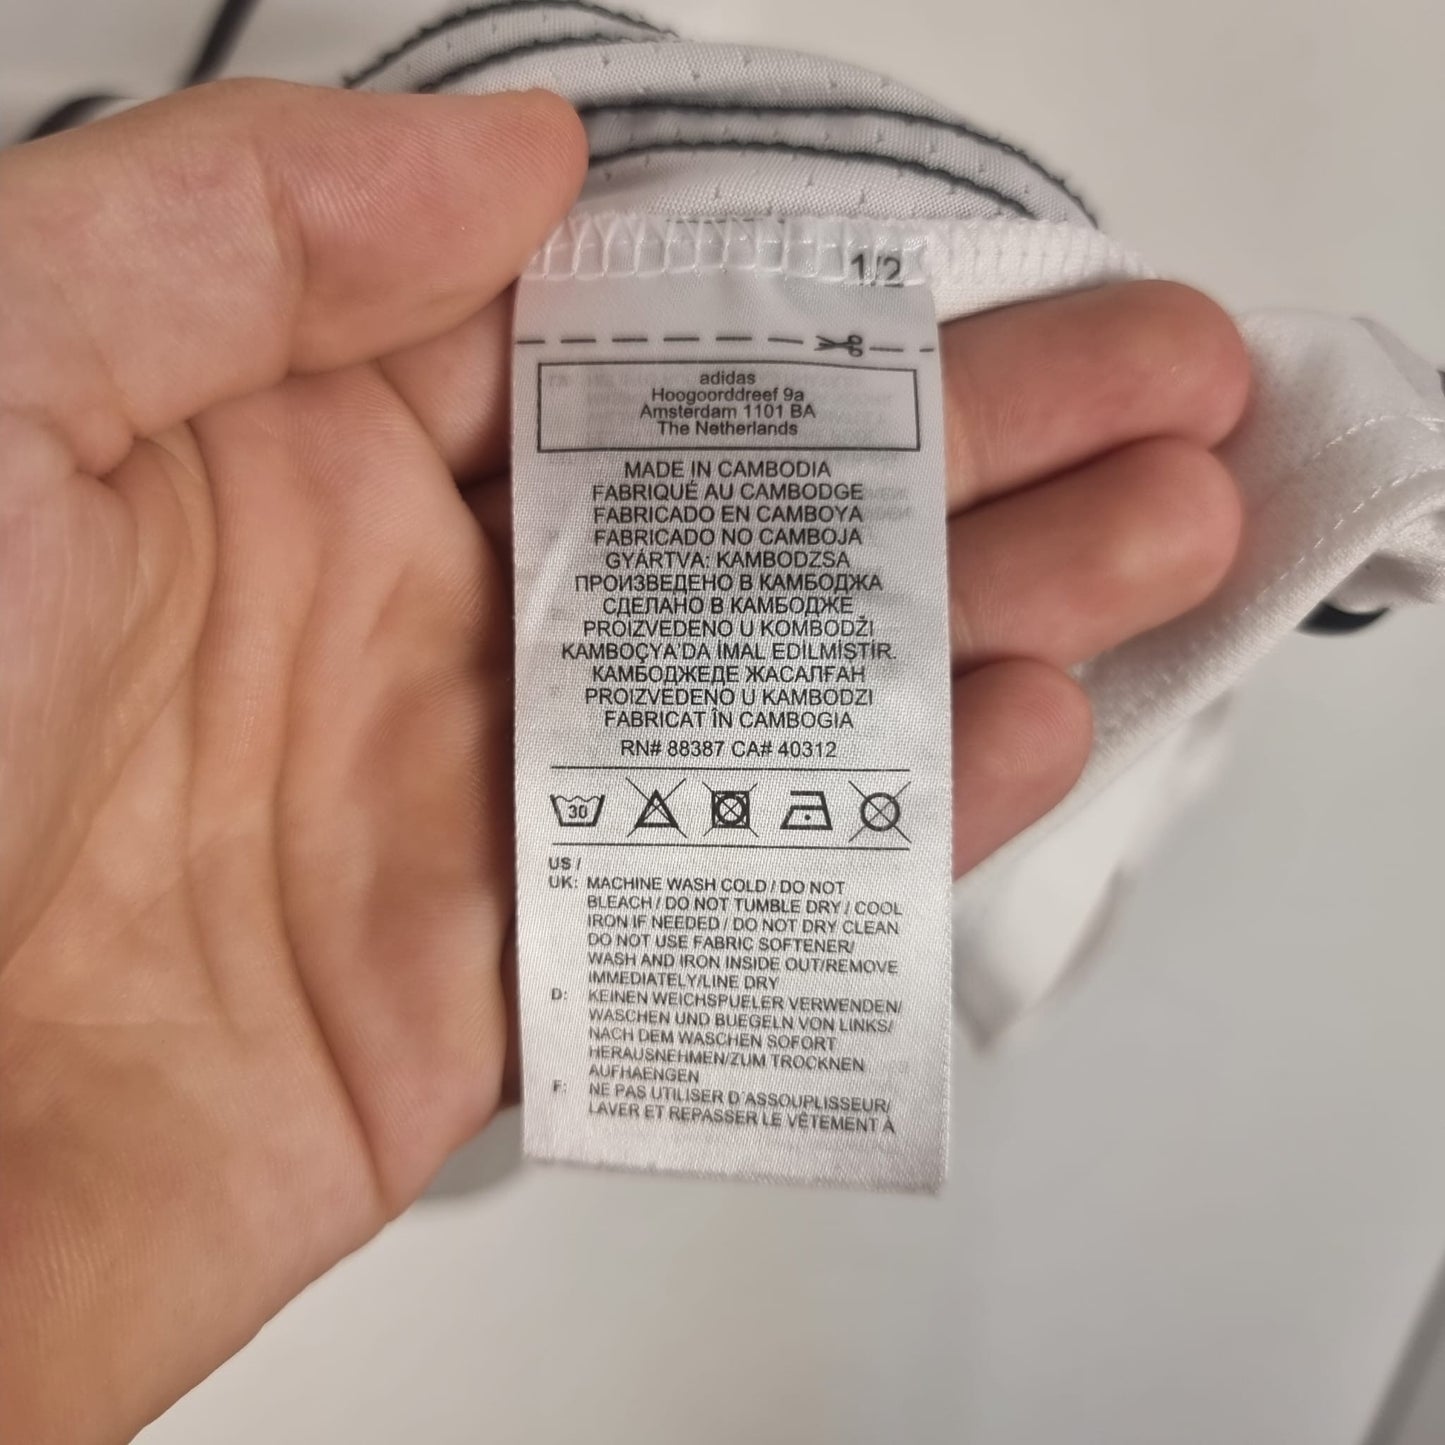 1/2
adidas
Hoogoorddreef 9a
Amsterdam 1101 BA
The Netherlands
MADE IN CAMBODIA
FABRIQUÉ AU CAMBODGE
FABRICADO EN CAMBOYA
FABRICADO NO CAMBOJA
GYÁRTVA: KAMBODZSA
ПРОИЗВЕДЕНО В КАМБОДЖА
СДЕЛАНО В КАМБОДЖЕ
PROIZVEDENO U KOMBODŽI
KAMBOÇYA'DA İMAL EDİLMİŞTİR.
КАМБОДЖЕДЕ ЖАСАЛҒАН
PROIZVEDENO U KAMBODZI
FABRICAT ÎN CAMBOGIA
RN# 88387 CA# 40312
30
US /
UK: MACHINE WASH COLD / DO NOT
BLEACH / DO NOT TUMBLE DRY / COOL
IRON IF NEEDED / DO NOT DRY CLEAN
DO NOT USE FABRIC SOFTENER/
WASH AND IRON INSIDE OUT/REMOVE
IMMEDIATELY/LINE DRY
D: KEINEN WEICHSPUELER VERWENDEN/
WASCHEN UND BUEGELN VON LINKS/
NACH DEM WASCHEN SOFORT
HERAUSNEHMEN/ZUM TROCKNEN
AUFHAENGEN
F: NE PAS UTILISER D'ASSOUPLISSEUR/
LAVER ET REPASSER LE VÊTEMENT À